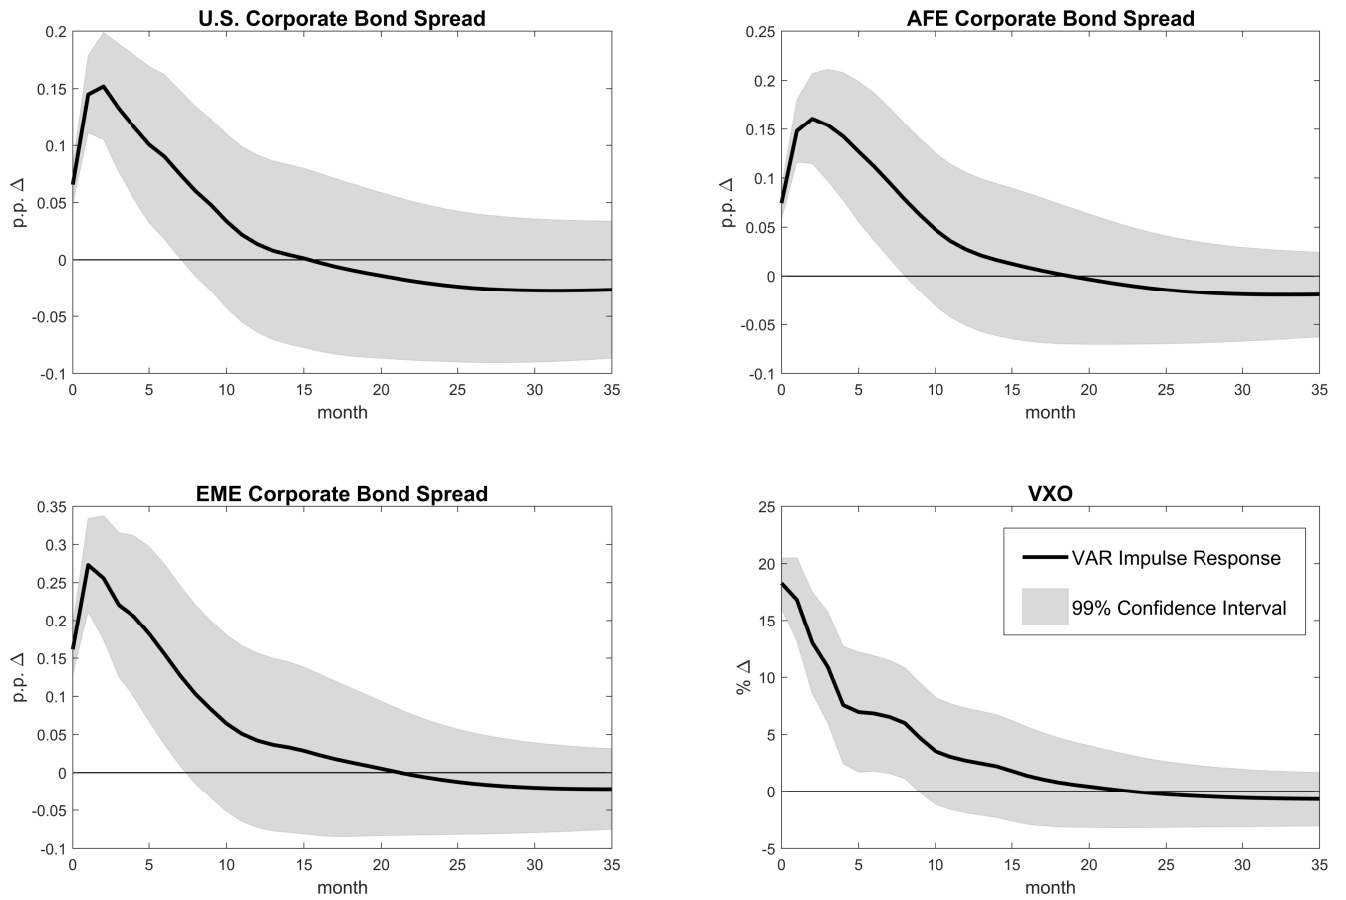 U.S. Corporate Bond Spread
0.2
0.15
0.1
0.05
0
-0.05
-0.1
p.p. Δ
0 5 10 15 20 25 30 35
month
AFE Corporate Bond Spread
0.25
0.2
0.15
0.1
0.05
0
-0.05
-0.1
p.p. Δ
0 5 10 15 20 25 30 35
month
EME Corporate Bond Spread
0.35
0.3
0.25
0.2
0.15
0.1
0.05
0
-0.05
-0.1
p.p. Δ
0 5 10 15 20 25 30 35
month
VXO
25
20
15
10
5
0
-5
% Δ
VAR Impulse Response
99% Confidence Interval
0 5 10 15 20 25 30 35
month